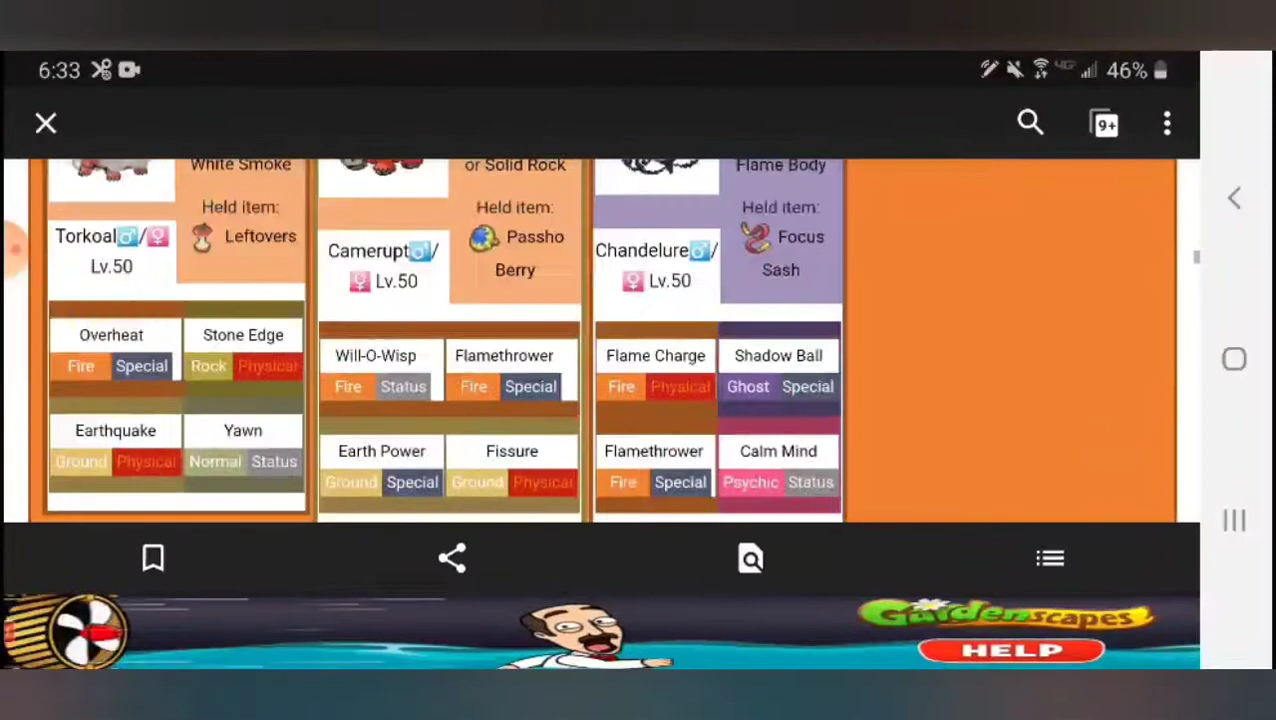 6:33
4G
46%
9+
White Smoke
Held item:
Leftovers
Torkoal♂/♀
Lv.50
Overheat
Stone Edge
Fire Special
Rock Physical
Earthquake
Yawn
Ground Physical
Normal Status
or Solid Rock
Held item:
Passho
Berry
Camerupt♂/
♀ Lv.50
Will-O-Wisp
Flamethrower
Fire Status
Fire Special
Earth Power
Fissure
Ground Special
Ground Physical
Flame Body
Held item:
Focus
Sash
Chandelure♂/
♀ Lv.50
Flame Charge
Shadow Ball
Fire Physical
Ghost Special
Flamethrower
Calm Mind
Fire Special
Psychic Status
Gardenscapes
HELP